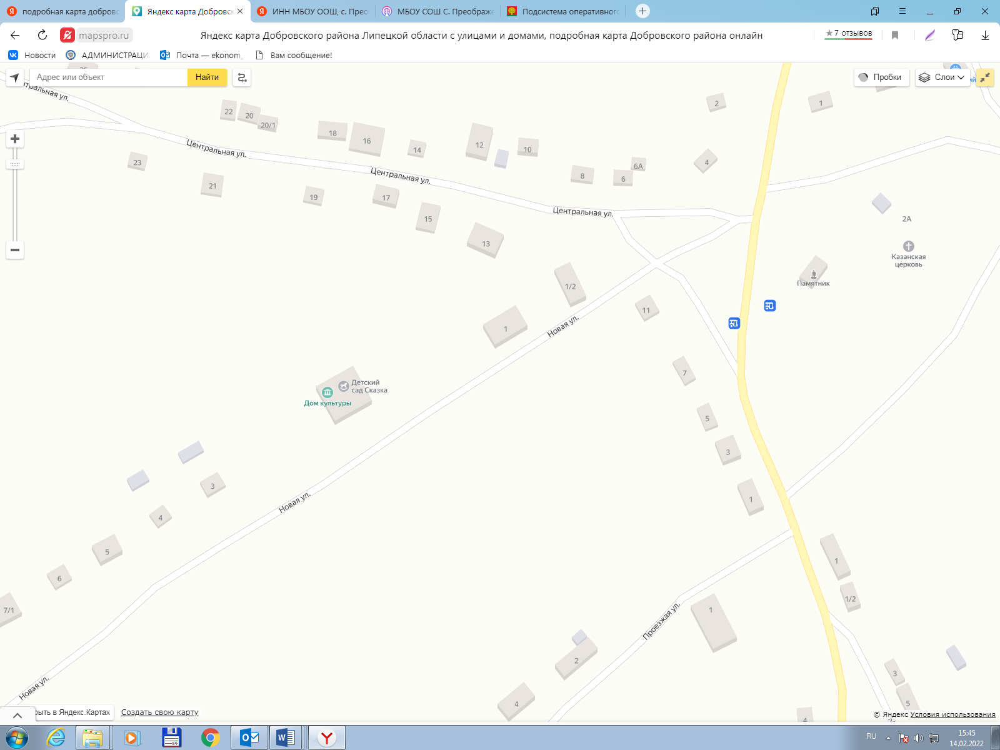 подробная карта добровс
Яндекс карта Добровск
ИНН МБОУ ООШ, с. Прео
МБОУ СОШ С. Преображе
Подсистема оперативног
mapspro.ru
Яндекс карта Добровского района Липецкой области с улицами и домами, подробная карта Добровского района онлайн
7 отзывов
Новости
АДМИНИСТРАЦИ
Почта — ekonom_
Вам сообщение!
Адрес или объект
Найти
Пробки
Слои
нтральная ул.
22
20
20/1
18
16
14
12
10
2
1
Центральная ул.
23
21
Центральная ул.
19
17
15
13
8
6
6А
4
Центральная ул.
2А
Казанская
церковь
Памятник
1/2
11
1
Новая ул.
7
Детский
сад Сказка
Дом культуры
5
3
1
3
4
Новая ул.
5
6
7/1
1
1/2
1
Проезжая ул.
2
4
3
5
4
Новая ул.
рыть в Яндекс.Картах
Создать свою карту
© Яндекс Условия использования
RU
15:45
14.02.2022